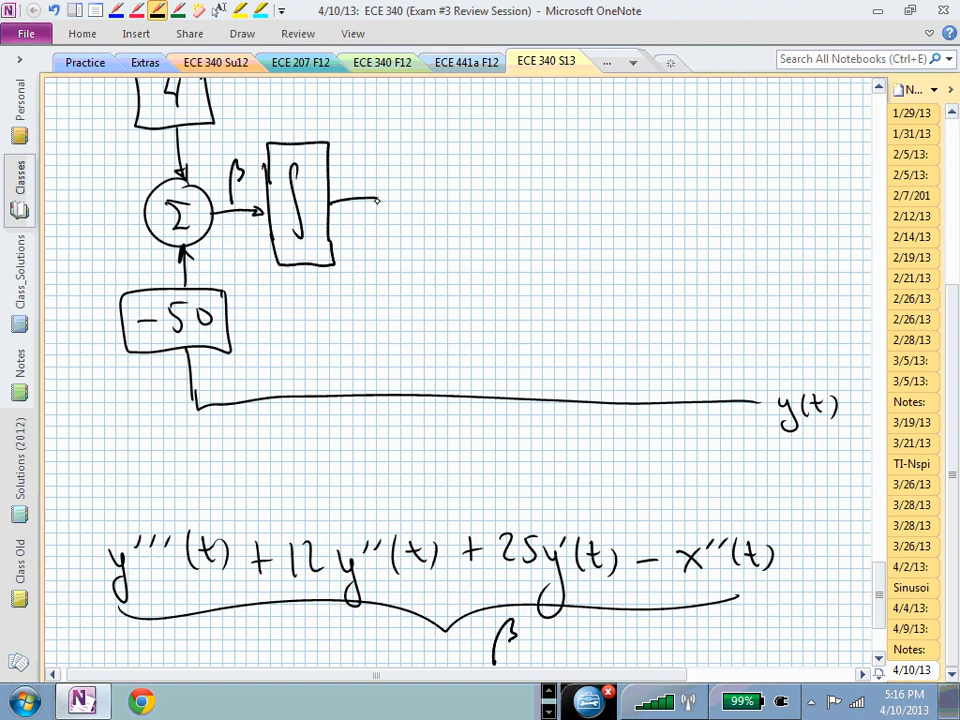 4/10/13: ECE 340 (Exam #3 Review Session) - Microsoft OneNote
File Home Insert Share Draw Review View
Practice Extras ECE 340 Su12 ECE 207 F12 ECE 340 F12 ECE 441a F12 ECE 340 S13 ... Search All Notebooks (Ctrl+E)
Personal
Classes
Class_Solutions
Notes
Solutions (2012)
Class Old
4
Σ
β
∫
-50
y(t)
y'''(t) + 12y''(t) + 25y'(t) - x''(t)
β
N...
1/29/13
1/31/13
2/5/13:
2/5/13:
2/7/201
2/12/13
2/14/13
2/19/13
2/21/13
2/26/13
2/26/13
2/28/13
3/5/13:
3/5/13:
Notes:
3/19/13
3/21/13
TI-Nspi
3/26/13
3/28/13
3/28/13
3/26/13
4/2/13:
Sinusoi
4/4/13:
4/9/13:
Notes:
4/10/13
99%
5:16 PM
4/10/2013